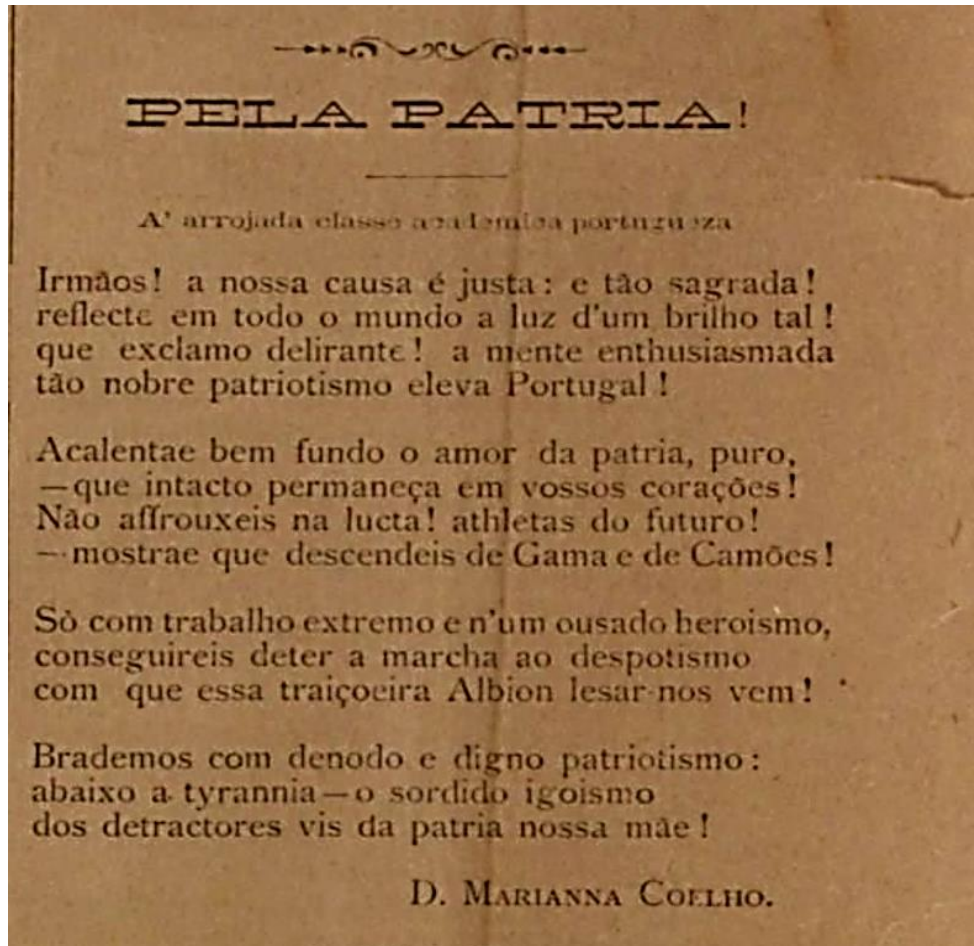 PELA PATRIA!
A' arrojada classe academica portugueza
Irmãos! a nossa causa é justa: e tão sagrada!
reflecte em todo o mundo a luz d'um brilho tal!
que exclamo delirante! a mente enthusiasmada
tão nobre patriotismo eleva Portugal!
Acalentae bem fundo o amor da patria, puro,
—que intacto permaneça em vossos corações!
Não affrouxeis na lucta! athletas do futuro!
—mostrae que descendeis de Gama e de Camões!
Sò com trabalho extremo e n'um ousado heroismo,
conseguireis deter a marcha ao despotismo
com que essa traiçoeira Albion lesar-nos vem!
Brademos com denodo e digno patriotismo:
abaixo a tyrannia—o sordido igoismo
dos detractores vis da patria nossa mãe!
D. MARIANNA COELHO.